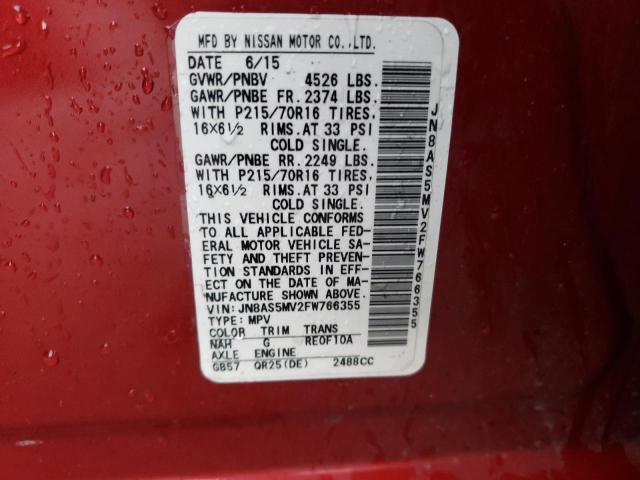 MFD BY NISSAN MOTOR CO.,LTD.
DATE 6/15
GVWR/PNBV 4526 LBS.
GAWR/PNBE FR. 2374 LBS.
WITH P215/70R16 TIRES.
16X6½ RIMS. AT 33 PSI
COLD SINGLE.
GAWR/PNBE RR. 2249 LBS.
WITH P215/70R16 TIRES.
16X6½ RIMS. AT 33 PSI
COLD SINGLE.
THIS VEHICLE CONFORMS
TO ALL APPLICABLE FED-
ERAL MOTOR VEHICLE SA-
FETY AND THEFT PREVEN-
TION STANDARDS IN EFF-
ECT ON THE DATE OF MA-
NUFACTURE SHOWN ABOVE.
VIN: JN8AS5MV2FW766355
TYPE: MPV
COLOR TRIM TRANS
NAH G RE0F10A
AXLE ENGINE
GB57 QR25(DE) 2488CC
JN8AS5MV2FW766355